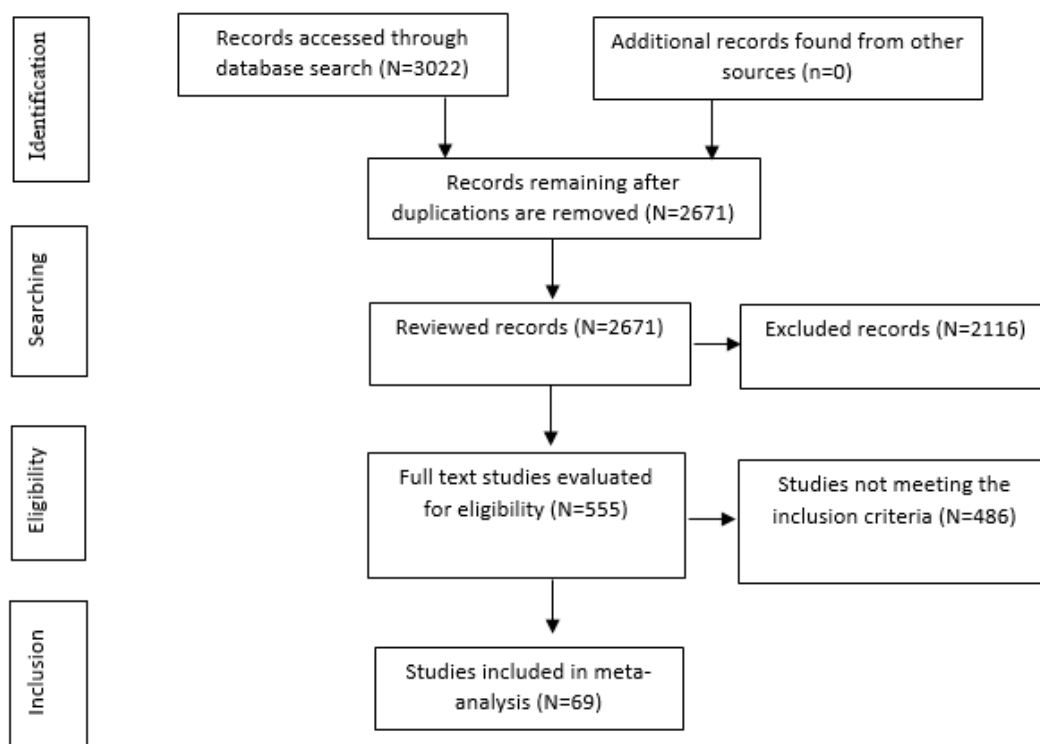 Identification
Records accessed through
database search (N=3022)
Additional records found from other
sources (n=0)
Records remaining after
duplications are removed (N=2671)
Searching
Reviewed records (N=2671)
Excluded records (N=2116)
Eligibility
Full text studies evaluated
for eligibility (N=555)
Studies not meeting the
inclusion criteria (N=486)
Inclusion
Studies included in meta-
analysis (N=69)